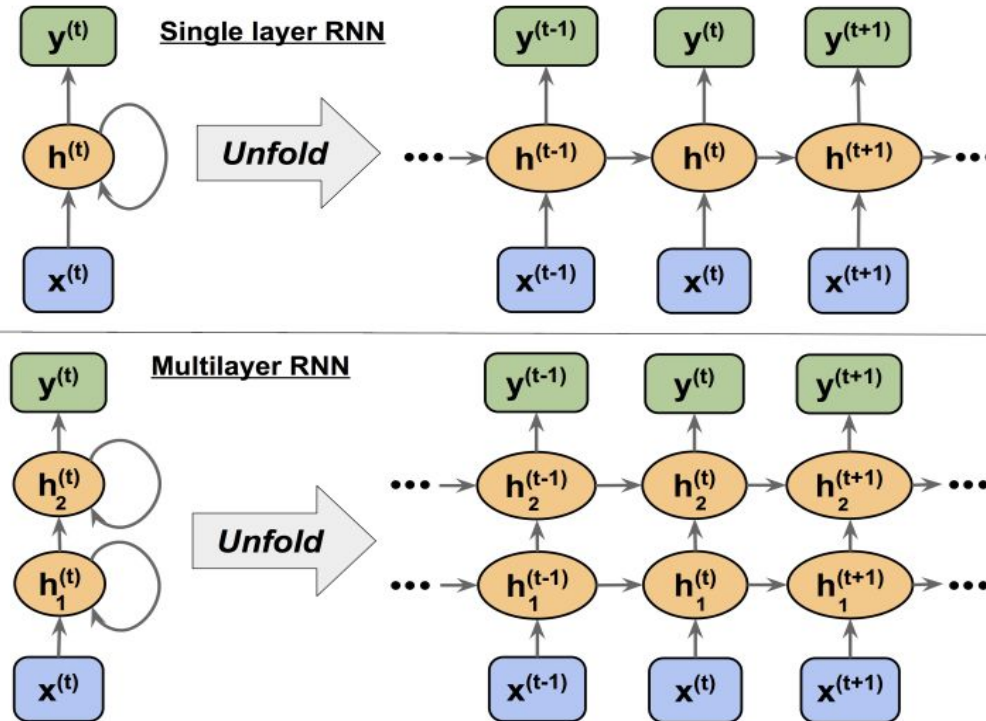 y(t) Single layer RNN y(t-1) y(t) y(t+1)
h(t) Unfold ••• h(t-1) h(t) h(t+1) •••
x(t) x(t-1) x(t) x(t+1)
Multilayer RNN
y(t) y(t-1) y(t) y(t+1)
h2(t) ••• h2(t-1) h2(t) h2(t+1) •••
Unfold
h1(t) ••• h1(t-1) h1(t) h1(t+1) •••
x(t) x(t-1) x(t) x(t+1)